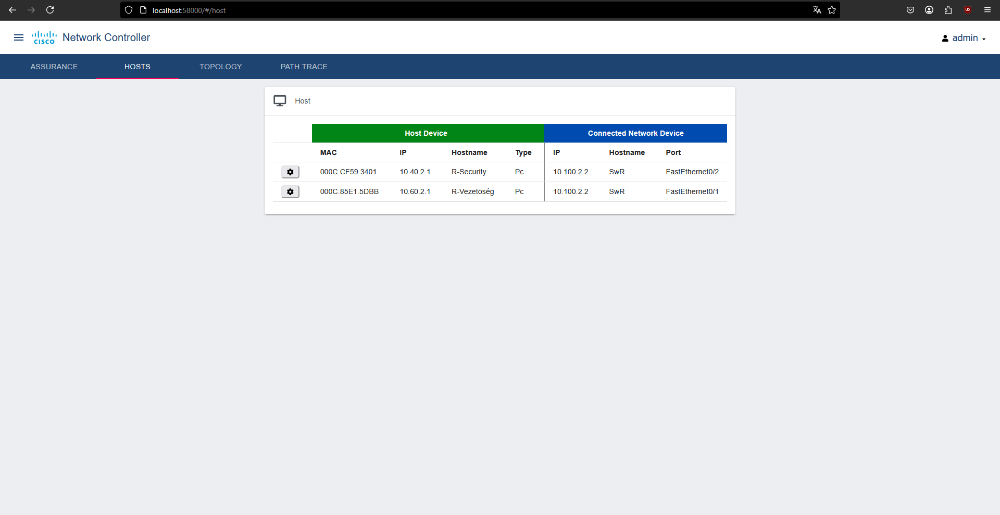 localhost:58000/#/host
CISCO Network Controller
admin
ASSURANCE HOSTS TOPOLOGY PATH TRACE
Host
Host Device Connected Network Device
MAC IP Hostname Type IP Hostname Port
000C.CF59.3401 10.40.2.1 R-Security Pc 10.100.2.2 SwR FastEthernet0/2
000C.85E1.5DBB 10.60.2.1 R-Vezetöség Pc 10.100.2.2 SwR FastEthernet0/1